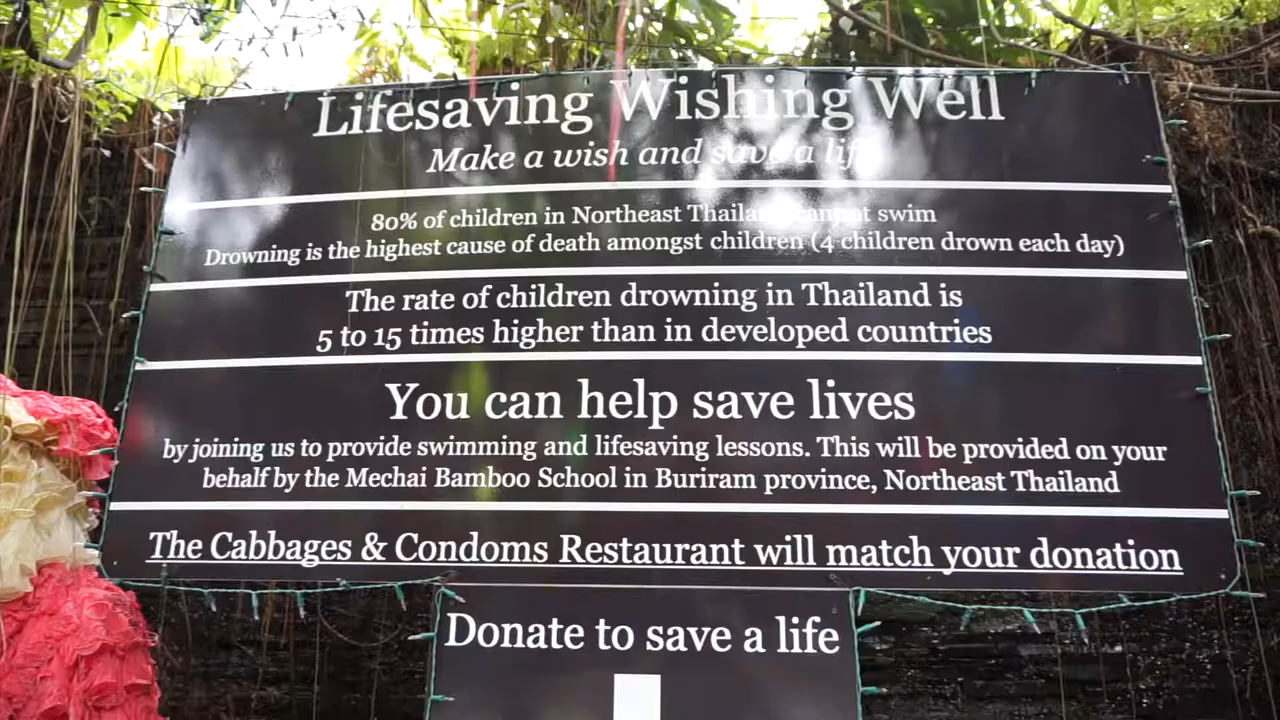 Lifesaving Wishing Well
Make a wish and save a life
80% of children in Northeast Thailand cannot swim
Drowning is the highest cause of death amongst children (4 children drown each day)
The rate of children drowning in Thailand is
5 to 15 times higher than in developed countries
You can help save lives
by joining us to provide swimming and lifesaving lessons. This will be provided on your
behalf by the Mechai Bamboo School in Buriram province, Northeast Thailand
The Cabbages & Condoms Restaurant will match your donation
Donate to save a life